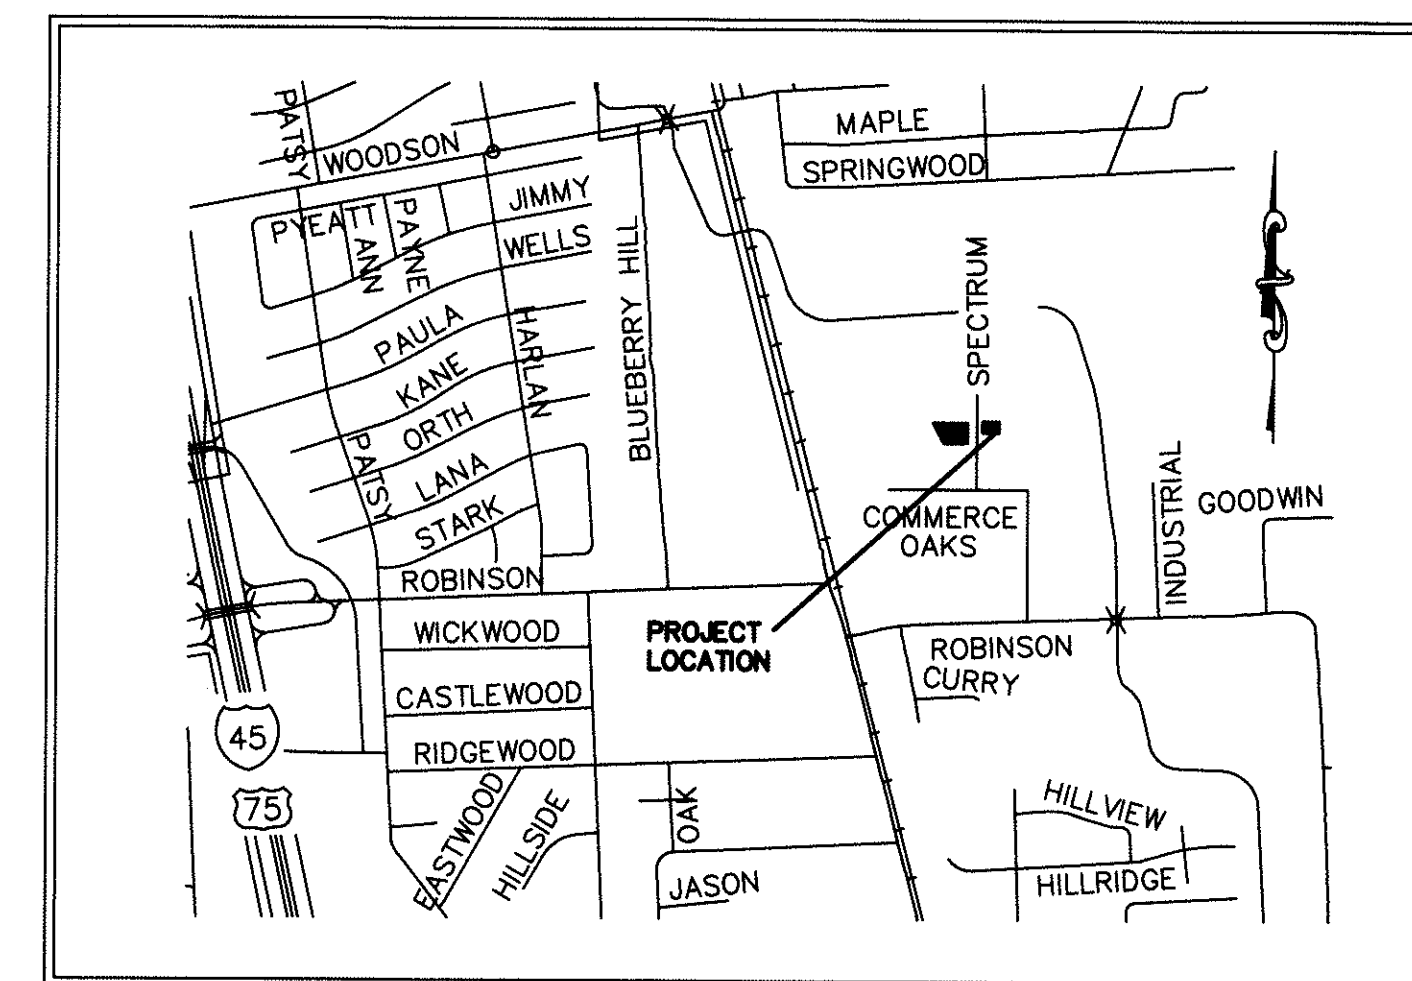 MAPLE
PATSY
WOODSON
SPRINGWOOD
JIMMY
PYEATT
PAYNE
ANN
WELLS
BLUEBERRY HILL
SPECTRUM
PAULA
HARLAN
KANE
ORTH
PATSY
LANA
STARK
INDUSTRIAL
GOODWIN
COMMERCE
OAKS
ROBINSON
WICKWOOD
PROJECT
LOCATION
ROBINSON
CURRY
CASTLEWOOD
45
RIDGEWOOD
75
EASTWOOD
HILLSIDE
OAK
HILLVIEW
JASON
HILLRIDGE